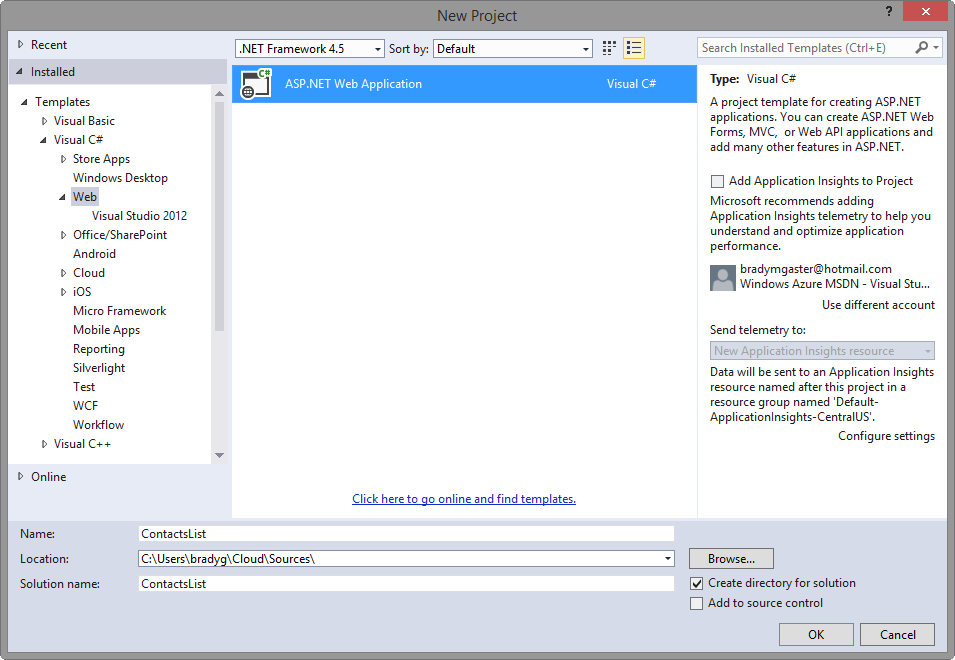 New Project
?
Recent
Installed
Templates
Visual Basic
Visual C#
Store Apps
Windows Desktop
Web
Visual Studio 2012
Office/SharePoint
Android
Cloud
iOS
Micro Framework
Mobile Apps
Reporting
Silverlight
Test
WCF
Workflow
Visual C++
Online
.NET Framework 4.5
Sort by: Default
C#
ASP.NET Web Application Visual C#
Click here to go online and find templates.
Search Installed Templates (Ctrl+E)
Type: Visual C#
A project template for creating ASP.NET
applications. You can create ASP.NET Web
Forms, MVC, or Web API applications and
add many other features in ASP.NET.
Add Application Insights to Project
Microsoft recommends adding
Application Insights telemetry to help you
understand and optimize application
performance.
bradymgaster@hotmail.com
Windows Azure MSDN - Visual Stu...
Use different account
Send telemetry to:
New Application Insights resource
Data will be sent to an Application Insights
resource named after this project in a
resource group named 'Default-
ApplicationInsights-CentralUS'.
Configure settings
Name: ContactsList
Location: C:\Users\bradyg\Cloud\Sources\
Browse...
Solution name: ContactsList
Create directory for solution
Add to source control
OK
Cancel